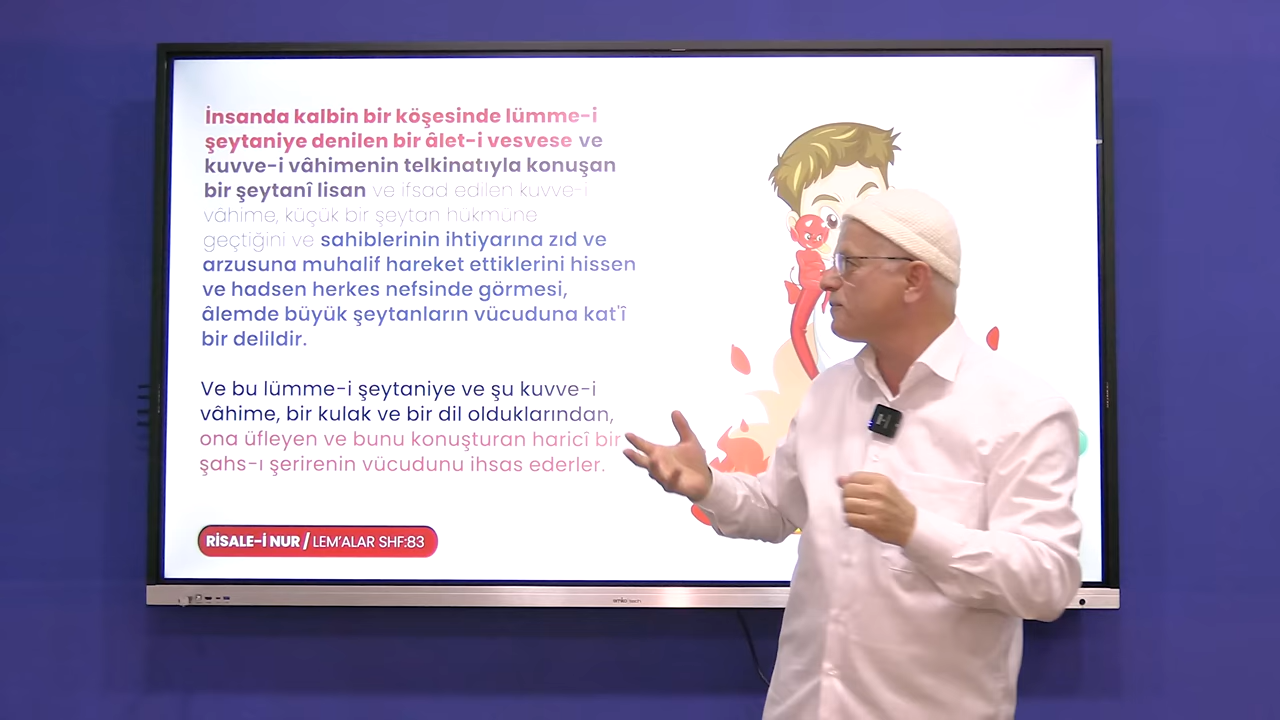 İnsanda kalbin bir köşesinde lümme-i
şeytaniye denilen bir âlet-i vesvese ve
kuvve-i vâhimenin telkinatıyla konuşan
bir şeytanî lisan ve ifsad edilen kuvve-i
vâhime, küçük bir şeytan hükmüne
geçtiğini ve sahiblerinin ihtiyarına zıd ve
arzusuna muhalif hareket ettiklerini hissen
ve hadsen herkes nefsinde görmesi,
âlemde büyük şeytanların vücuduna kat'î
bir delildir.
Ve bu lümme-i şeytaniye ve şu kuvve-i
vâhime, bir kulak ve bir dil olduklarından,
ona üfleyen ve bunu konuşturan haricî bir
şahs-ı şerirenin vücudunu ihsas ederler.
RİSALE-İ NUR / LEM'ALAR SHF:83
H